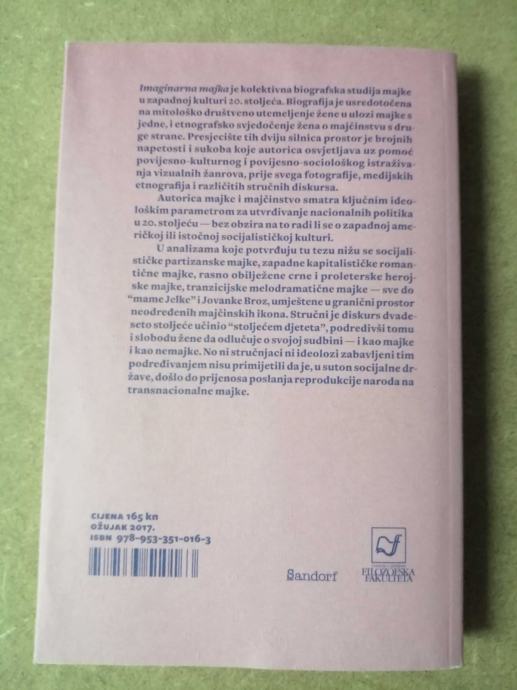 Imaginarna majka je kolektivna biografska studija majke
u zapadnoj kulturi 20. stoljeća. Biografija je usredotočena
na mitološko društveno utemeljenje žene u ulozi majke s
jedne, i etnografsko svjedočenje žena o majčinstvu s dru-
ge strane. Presjecište tih dviju silnica prostor je brojnih
napetosti i sukoba koje autorica osvjetljava uz pomoć
povijesno-kulturnog i povijesno-sociološkog istraživa-
nja vizualnih žanrova, prije svega fotografije, medijskih
etnografija i različitih stručnih diskursa.
Autorica majke i majčinstvo smatra ključnim ideo-
loškim parametrom za utvrđivanje nacionalnih politika
u 20. stoljeću — bez obzira na to radi li se o zapadnoj ame-
ričkoj ili istočnoj socijalističkoj kulturi.
U analizama koje potvrđuju tu tezu nižu se socijali-
stičke partizanske majke, zapadne kapitalističke roman-
tične majke, rasno obilježene crne i proleterske heroj-
ske majke, tranzicijske melodramatične majke — sve do
"mame Jelke" i Jovanke Broz, umještene u granični prostor
neodređenih majčinskih ikona. Stručni je diskurs dvade-
seto stoljeće učinio "stoljećem djeteta", podredivši tomu
i slobodu žene da odlučuje o svojoj sudbini — i kao majke
i kao nemajke. No ni stručnjaci ni ideolozi zabavljeni tim
podređivanjem nisu primijetili da je, u suton socijalne dr-
žave, došlo do prijenosa poslanja reprodukcije naroda na
transnacionalne majke.
CIJENA 165 kn
OŽUJAK 2017.
ISBN 978-953-351-016-3
Sandorf
FILOZOFSKA
FAKULTETA